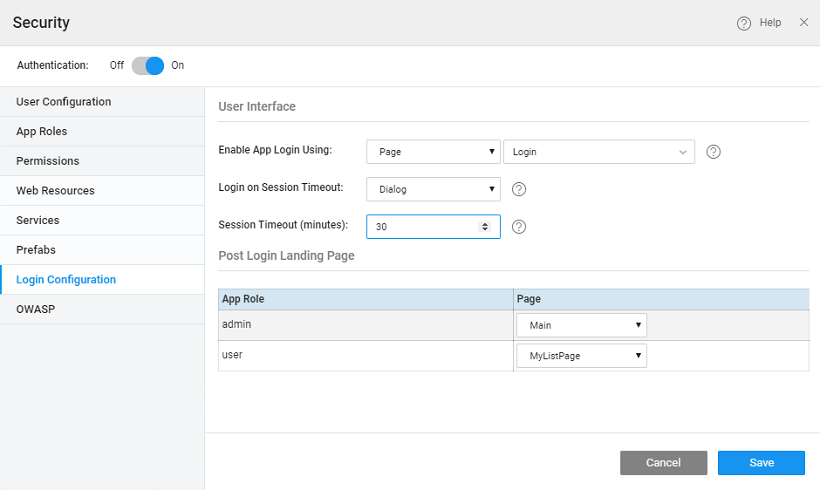 Security
Help
Authentication: Off On
User Configuration
App Roles
Permissions
Web Resources
Services
Prefabs
Login Configuration
OWASP
User Interface
Enable App Login Using: Page Login
Login on Session Timeout: Dialog
Session Timeout (minutes): 30
Post Login Landing Page
App Role Page
admin Main
user MyListPage
Cancel Save